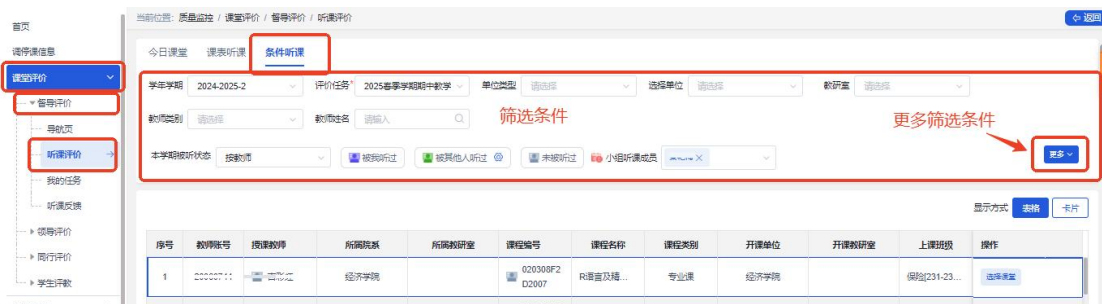 当前位置: 质量监控 / 课堂评价 / 督导评价 / 听课评价
返回
首页
调停课信息
课堂评价
督导评价
导航页
听课评价
我的任务
听课反馈
领导评价
同行评价
学生评教
今日课堂 课表听课 条件听课
学年学期 2024-2025-2 评价任务* 2025春季学期期中教学 单位类型 请选择 选择单位 请选择 教研室 请选择
教师类别 请选择 教师姓名 请输入 筛选条件 更多筛选条件
本学期被听状态 按教师 被我听过 被其他人听过 未被听过 小组听课成员 更多
显示方式 表格 卡片
序号 教师账号 授课教师 所属院系 所属教研室 课程编号 课程名称 课程类别 开课单位 开课教研室 上课班级 操作
1 经济学院 020308F2 R语言及精... 专业课 经济学院 保险[231-23... 选择课堂
D2007